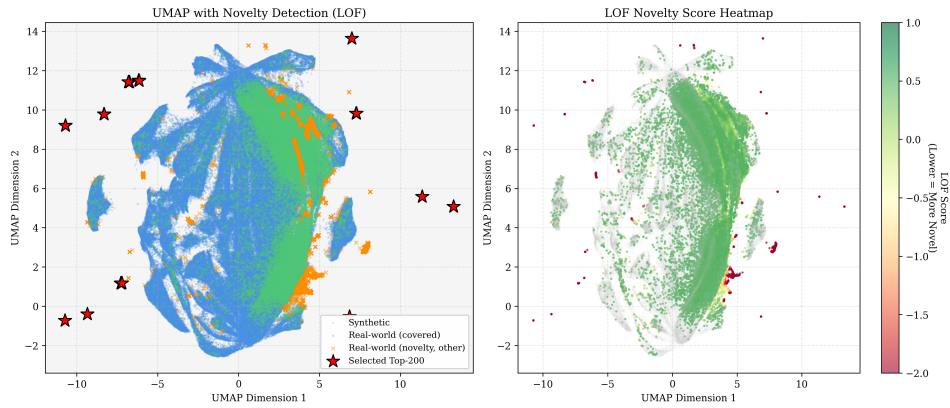 UMAP with Novelty Detection (LOF)
14
12
10
8
6
4
2
0
−2
UMAP Dimension 2
−10
−5
0
5
10
UMAP Dimension 1
Synthetic
Real-world (covered)
Real-world (novelty, other)
Selected Top-200
LOF Novelty Score Heatmap
14
12
10
8
6
4
2
0
−2
UMAP Dimension 2
−10
−5
0
5
10
UMAP Dimension 1
1.0
0.5
0.0
−0.5
−1.0
−1.5
−2.0
LOF Score
(Lower = More Novel)